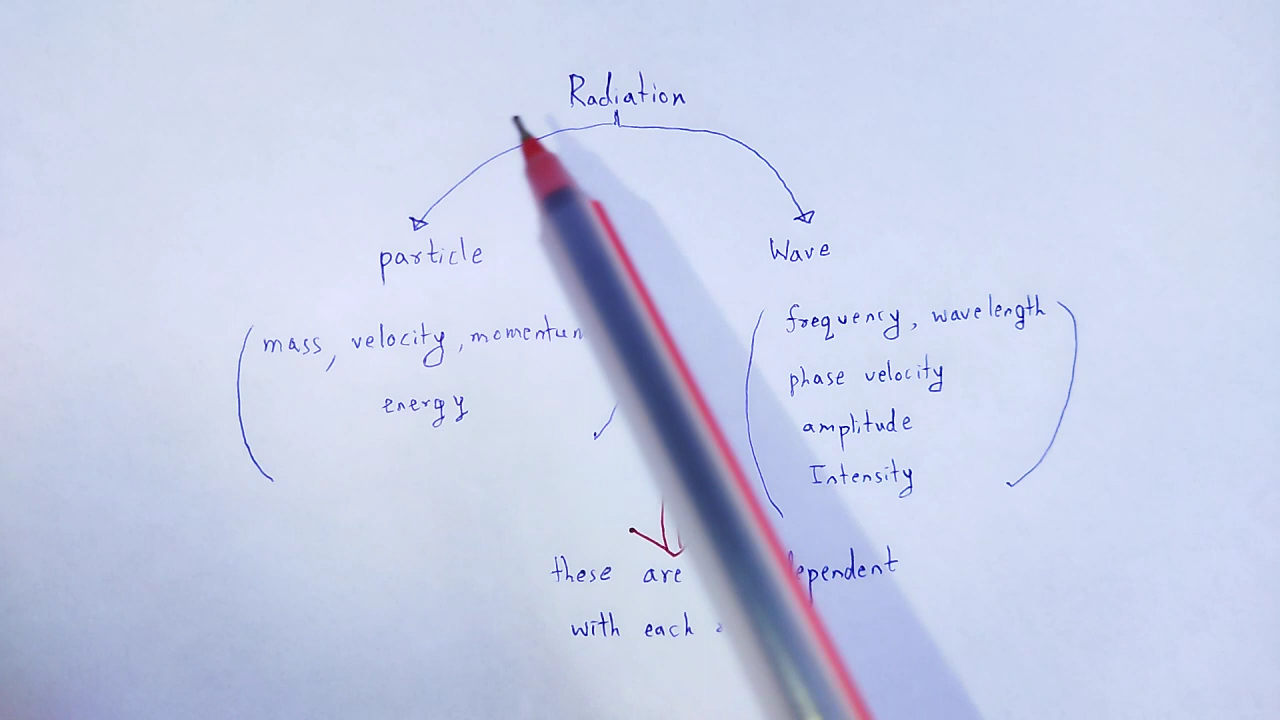 Radiation
particle
Wave
mass, velocity, momentum
energy
frequency, wavelength
phase velocity
amplitude
Intensity
these are
with each